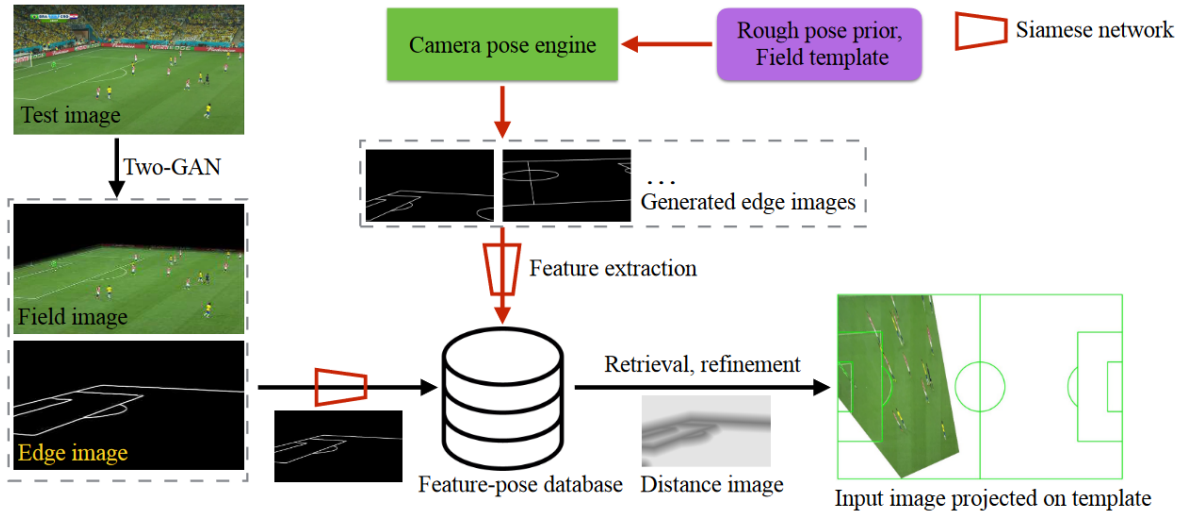 Camera pose engine
Rough pose prior,
Field template
Siamese network
Test image
Two-GAN
...
Generated edge images
Feature extraction
Field image
Edge image
Retrieval, refinement
Feature-pose database
Distance image
Input image projected on template